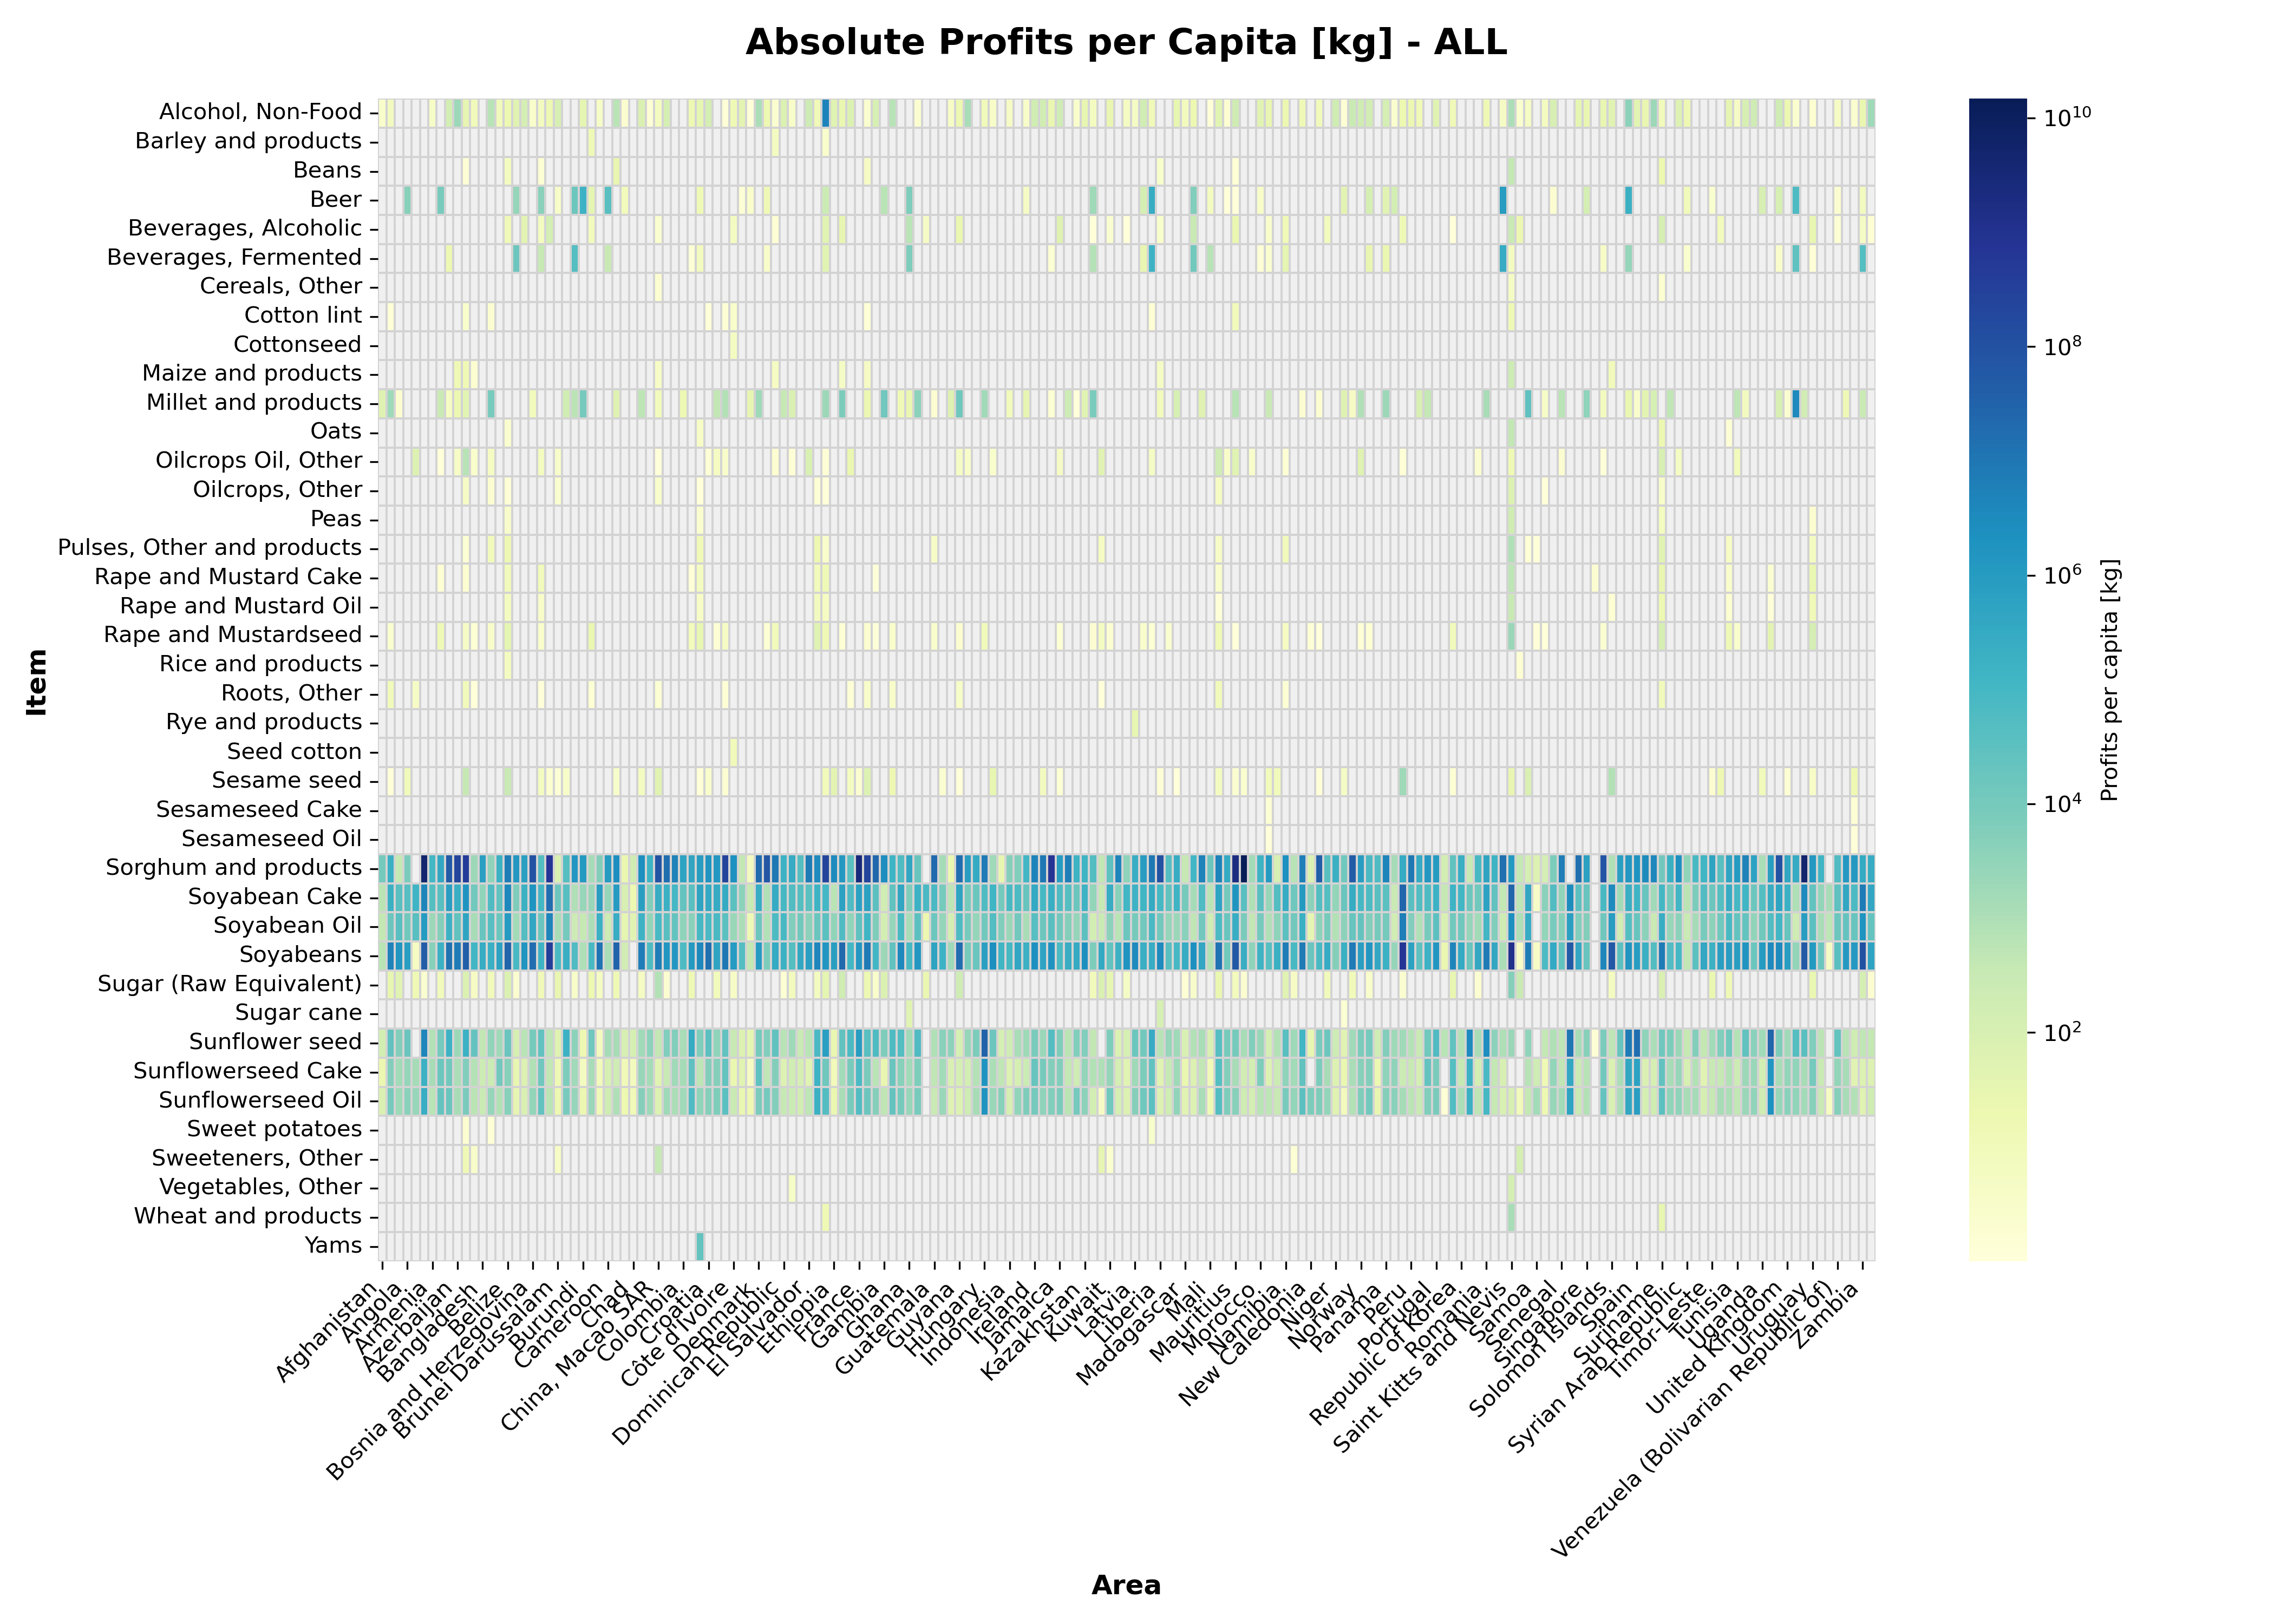 Absolute Profits per Capita [kg] - ALL
Item
Alcohol, Non-Food
Barley and products
Beans
Beer
Beverages, Alcoholic
Beverages, Fermented
Cereals, Other
Cotton lint
Cottonseed
Maize and products
Millet and products
Oats
Oilcrops Oil, Other
Oilcrops, Other
Peas
Pulses, Other and products
Rape and Mustard Cake
Rape and Mustard Oil
Rape and Mustardseed
Rice and products
Roots, Other
Rye and products
Seed cotton
Sesame seed
Sesameseed Cake
Sesameseed Oil
Sorghum and products
Soyabean Cake
Soyabean Oil
Soyabeans
Sugar (Raw Equivalent)
Sugar cane
Sunflower seed
Sunflowerseed Cake
Sunflowerseed Oil
Sweet potatoes
Sweeteners, Other
Vegetables, Other
Wheat and products
Yams
Afghanistan
Angola
Armenia
Azerbaijan
Bangladesh
Belize
Bosnia and Herzegovina
Brunei Darussalam
Burundi
Cameroon
Chad
China, Macao SAR
Colombia
Croatia
Côte d'Ivoire
Denmark
Dominican Republic
El Salvador
Ethiopia
France
Gambia
Ghana
Guatemala
Guyana
Hungary
Indonesia
Ireland
Jamaica
Kazakhstan
Kuwait
Latvia
Liberia
Madagascar
Mali
Mauritius
Morocco
Namibia
New Caledonia
Niger
Norway
Panama
Peru
Portugal
Republic of Korea
Romania
Saint Kitts and Nevis
Samoa
Senegal
Singapore
Solomon Islands
Spain
Suriname
Syrian Arab Republic
Timor-Leste
Tunisia
Uganda
United Kingdom
Uruguay
Venezuela (Bolivarian Republic of)
Zambia
Area
10¹⁰
10⁸
10⁶
10⁴
10²
Profits per capita [kg]